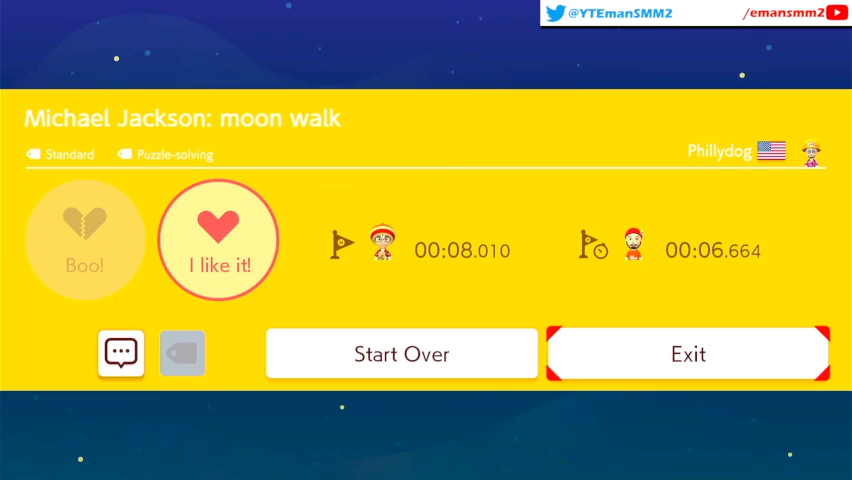 @YTEmanSMM2
/emansmm2
Michael Jackson: moon walk
Standard
Puzzle-solving
Phillydog
Boo!
I like it!
00:08.010
00:06.664
Start Over
Exit